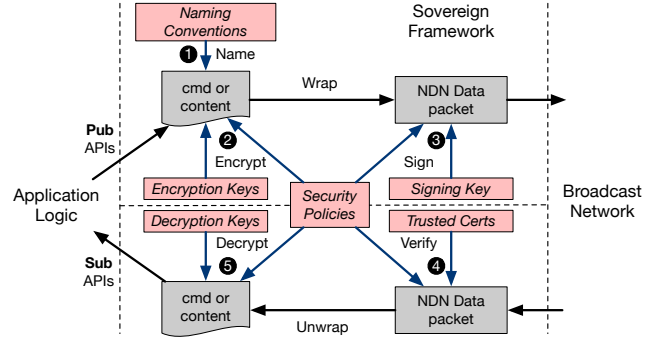 Naming
Conventions
Sovereign
Framework
1 Name
cmd or
content
Wrap
NDN Data
packet
Pub
APIs
2
Encrypt
3
Sign
Encryption Keys
Security
Policies
Signing Key
Application
Logic
Broadcast
Network
Decryption Keys
Trusted Certs
Decrypt
5
Verify
4
Sub
APIs
cmd or
content
Unwrap
NDN Data
packet